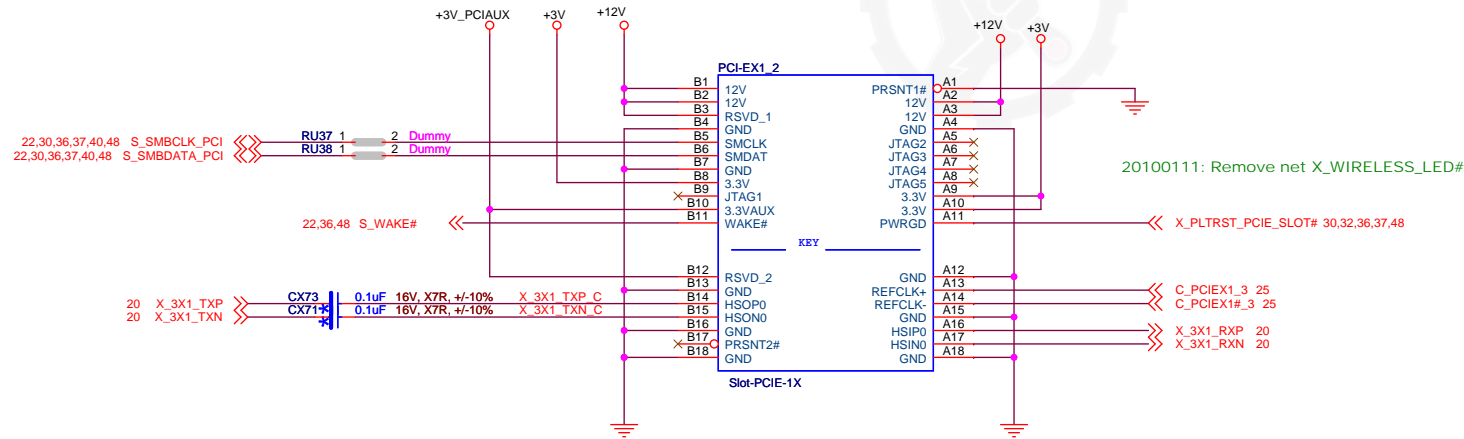 +3V_PCIAUX +3V +12V
+12V +3V
PCI-EX1_2
B1 12V PRSNT1# A1
B2 12V 12V A2
B3 RSVD_1 12V A3
B4 GND GND A4
22,30,36,37,40,48 S_SMBCLK_PCI RU37 1 2 Dummy B5 SMCLK JTAG2 A5
22,30,36,37,40,48 S_SMBDATA_PCI RU38 1 2 Dummy B6 SMDAT JTAG3 A6
B7 GND JTAG4 A7
20100111: Remove net X_WIRELESS_LED#
B8 3.3V JTAG5 A8
B9 JTAG1 3.3V A9
B10 3.3VAUX 3.3V A10
22,36,48 S_WAKE# B11 WAKE# PWRGD A11 X_PLTRST_PCIE_SLOT# 30,32,36,37,48
KEY
B12 RSVD_2 GND A12
B13 GND REFCLK+ A13 C_PCIEX1_3 25
20 X_3X1_TXP CX73 0.1uF 16V, X7R, +/-10% X_3X1_TXP_C B14 HSOP0 REFCLK- A14 C_PCIEX1#_3 25
20 X_3X1_TXN CX71 0.1uF 16V, X7R, +/-10% X_3X1_TXN_C B15 HSON0 GND A15
B16 GND HSIP0 A16 X_3X1_RXP 20
B17 PRSNT2# HSIN0 A17 X_3X1_RXN 20
B18 GND GND A18
Slot-PCIE-1X